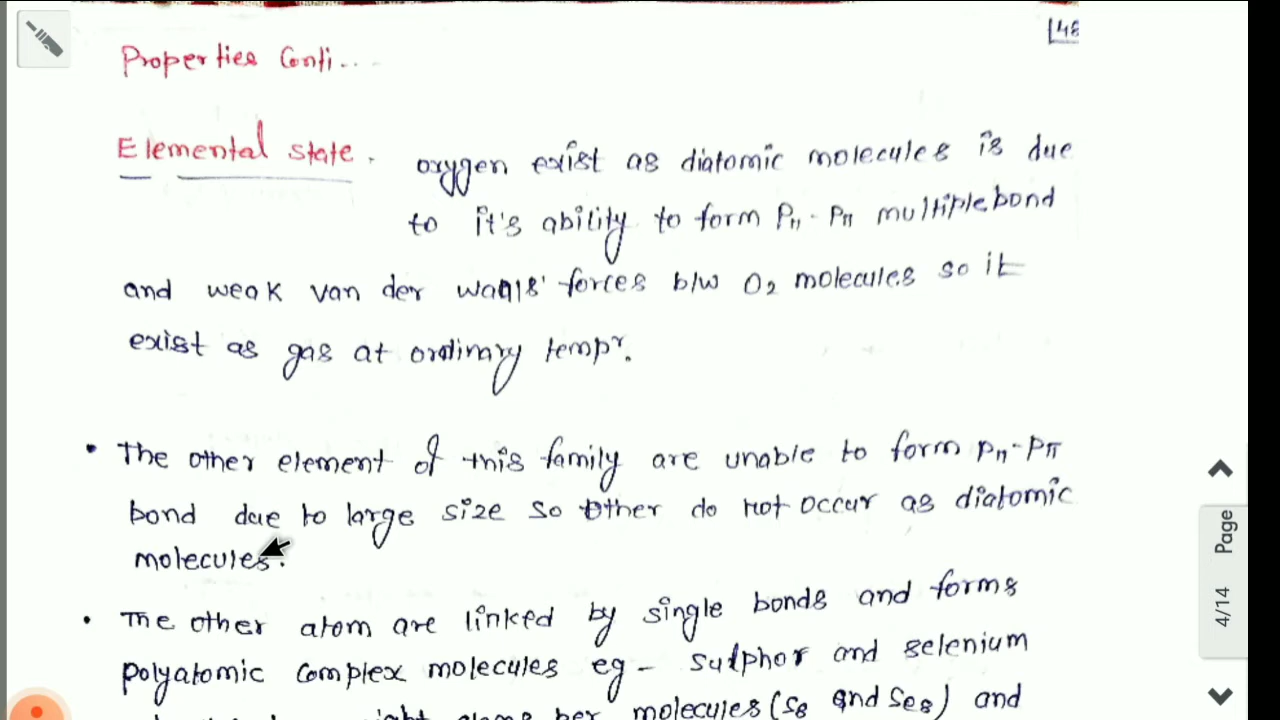 148
Properties Conti...
Elemental state. oxygen exist as diatomic molecules is due
to it's ability to form Pπ-Pπ multiple bond
and weak van der waals' forces b/w O₂ molecules so it
exist as gas at ordinary tempr.
• The other element of this family are unable to form Pπ-Pπ
bond due to large size so other do not occur as diatomic
molecules.
• The other atom are linked by single bonds and forms
polyatomic complex molecules eg- sulphor and selenium
molecules (S8 and Se8) and
Page
4/14